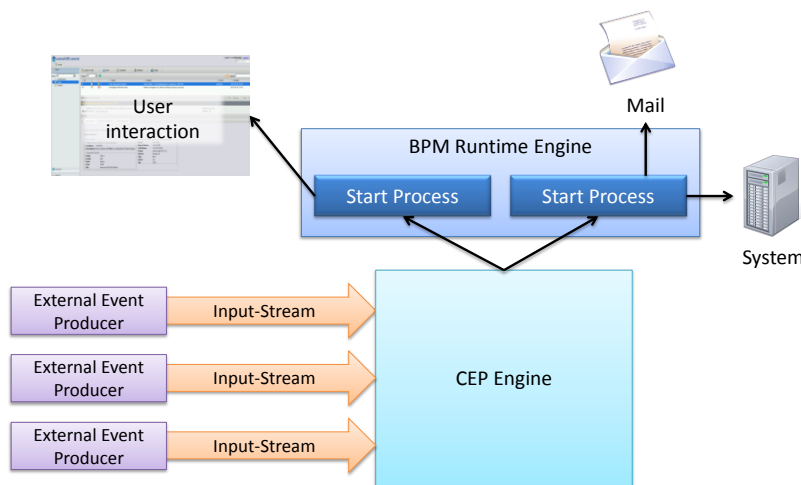 User
interaction
Mail
BPM Runtime Engine
Start Process
Start Process
System
External Event
Producer
Input-Stream
External Event
Producer
Input-Stream
CEP Engine
External Event
Producer
Input-Stream